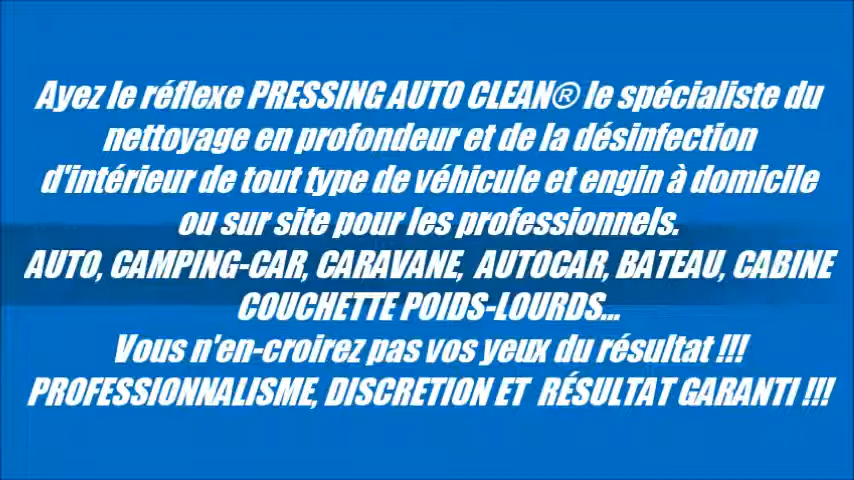 Ayez le réflexe PRESSING AUTO CLEAN® le spécialiste du
nettoyage en profondeur et de la désinfection
d'intérieur de tout type de véhicule et engin à domicile
ou sur site pour les professionnels.
AUTO, CAMPING-CAR, CARAVANE, AUTOCAR, BATEAU, CABINE
COUCHETTE POIDS-LOURDS...
Vous n'en-croirez pas vos yeux du résultat !!!
PROFESSIONNALISME, DISCRETION ET RÉSULTAT GARANTI !!!